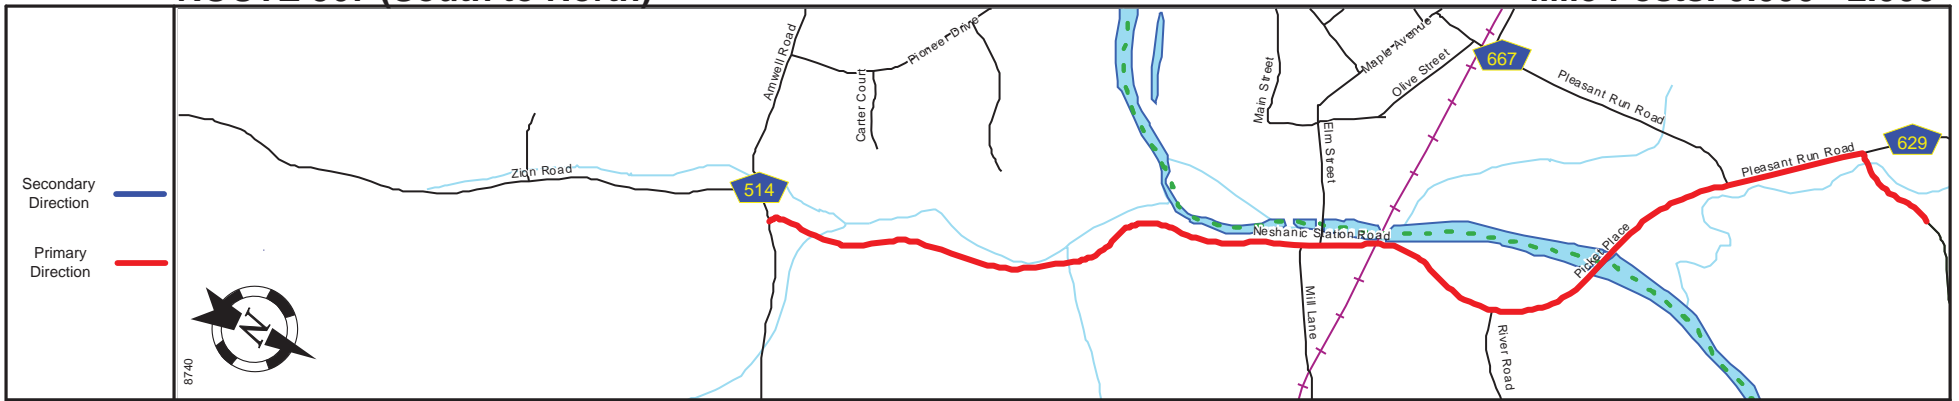 Secondary
Direction
Primary
Direction
8740
N
Zion Road
Amwell Road
514
Carter Court
Pioneer Drive
Main Street
Elm Street
Maple Avenue
Olive Street
667
Pleasant Run Road
Pleasant Run Road
629
Neshanic Station Road
Picket Place
Mill Lane
River Road